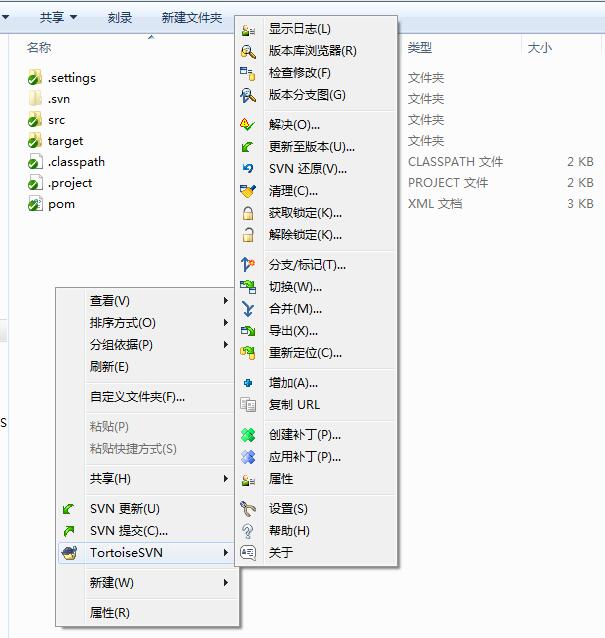 共享
刻录
新建文件夹
名称
类型
大小
.settings
文件夹
.svn
文件夹
src
文件夹
target
文件夹
.classpath
CLASSPATH 文件
2 KB
.project
PROJECT 文件
2 KB
pom
XML 文档
3 KB
S
查看(V)
排序方式(O)
分组依据(P)
刷新(E)
自定义文件夹(F)...
粘贴(P)
粘贴快捷方式(S)
共享(H)
SVN 更新(U)
SVN 提交(C)...
TortoiseSVN
新建(W)
属性(R)
显示日志(L)
版本库浏览器(R)
检查修改(F)
版本分支图(G)
解决(O)...
更新至版本(U)...
SVN 还原(V)...
清理(C)...
获取锁定(K)...
解除锁定(K)...
分支/标记(T)...
切换(W)...
合并(M)...
导出(X)...
重新定位(C)...
增加(A)...
复制 URL
创建补丁(P)...
应用补丁(P)...
属性
设置(S)
帮助(H)
关于